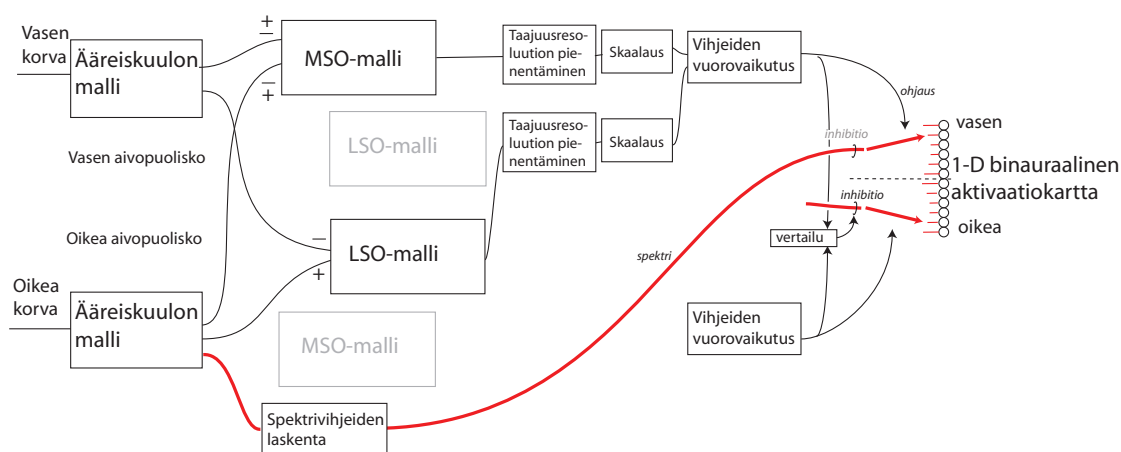 Vasen
korva
Ääreiskuulon
malli
±
MSO-malli
∓
Taajuusreso-
luution pie-
nentäminen
Skaalaus
Vihjeiden
vuorovaikutus
ohjaus
vasen
1-D binauraalinen
aktivaatiokartta
oikea
inhibitio
inhibitio
LSO-malli
Taajuusreso-
luution pie-
nentäminen
Skaalaus
Vasen aivopuolisko
Oikea aivopuolisko
−
+
LSO-malli
vertailu
spektri
Oikea
korva
Ääreiskuulon
malli
MSO-malli
Vihjeiden
vuorovaikutus
Spektrivihjeiden
laskenta